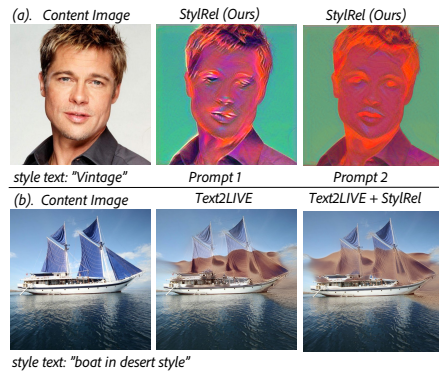 (a). Content Image StylRel (Ours) StylRel (Ours)
style text: "Vintage" Prompt 1 Prompt 2
(b). Content Image Text2LIVE Text2LIVE + StylRel
style text: "boat in desert style"